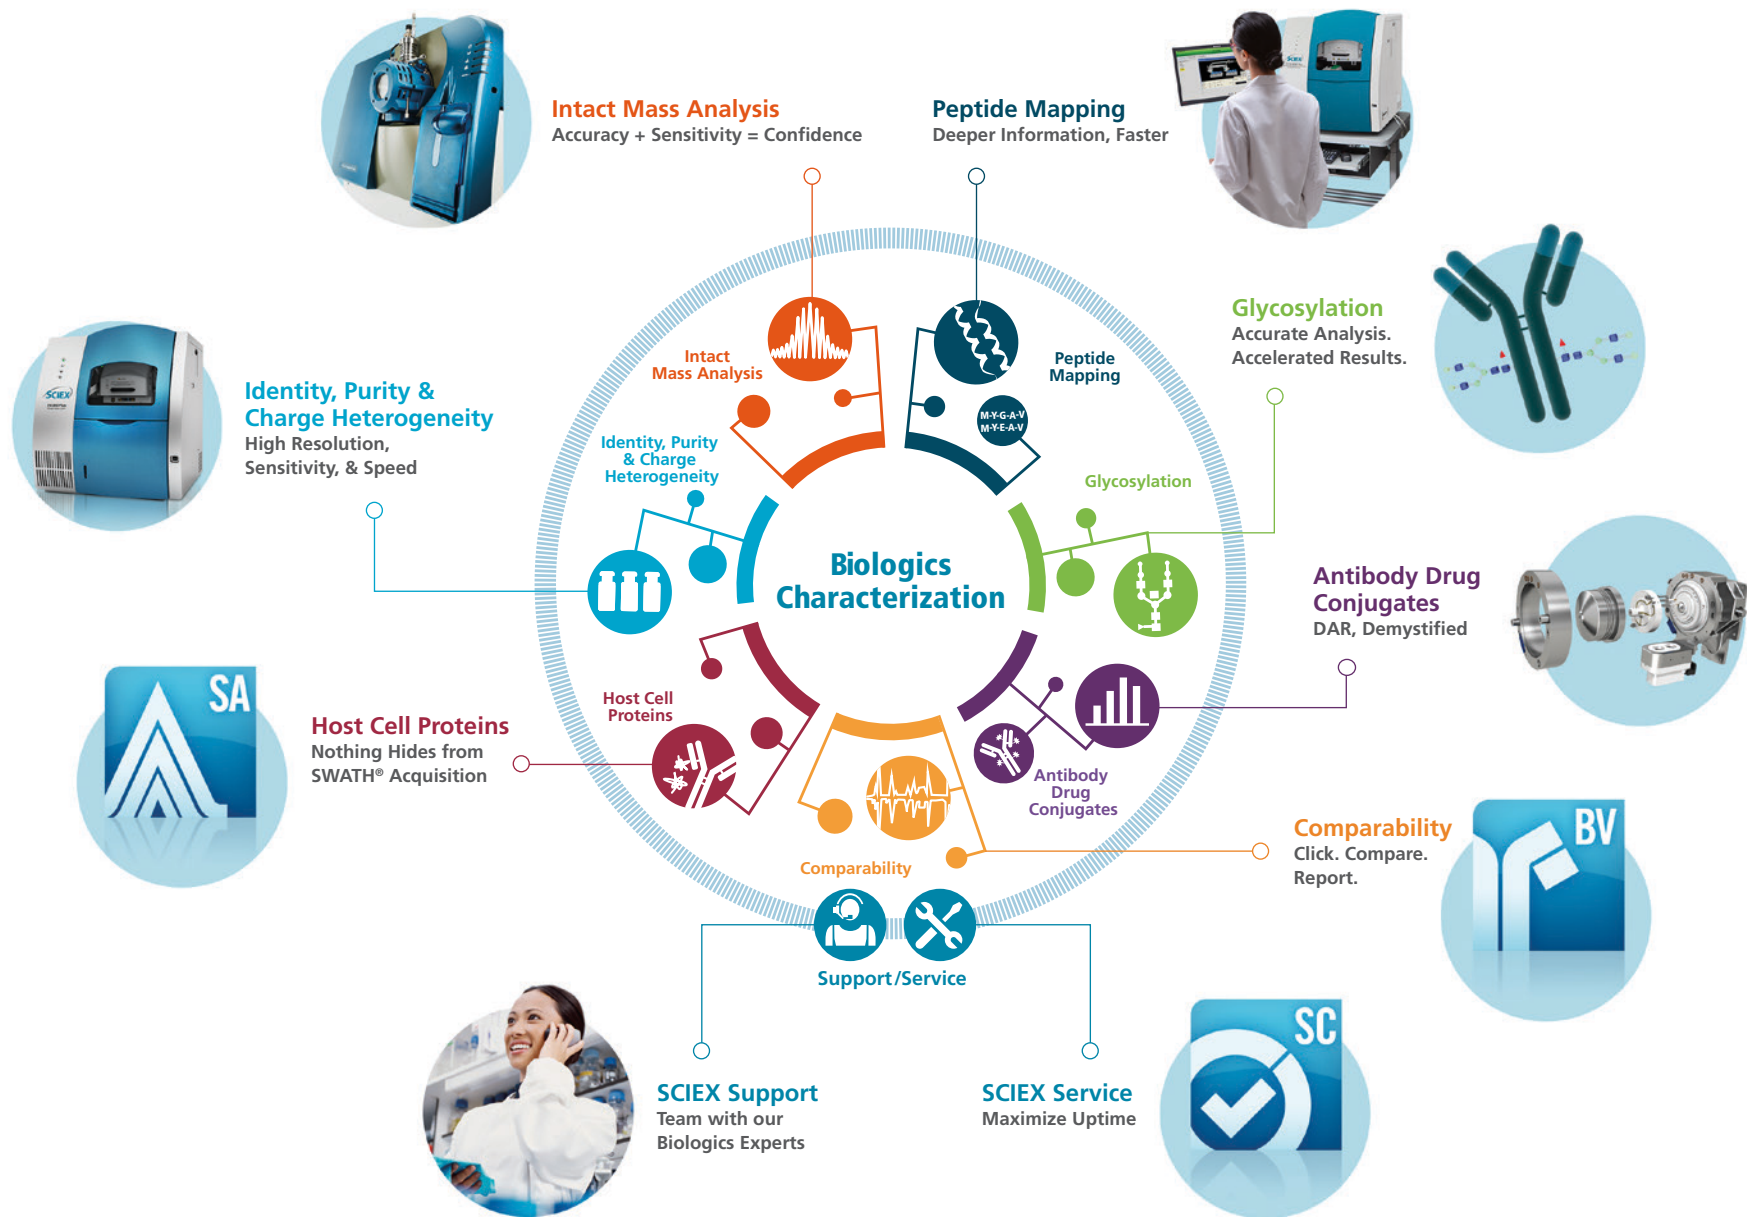 Intact Mass Analysis
Accuracy + Sensitivity = Confidence
Peptide Mapping
Deeper Information, Faster
SCIEX
Glycosylation
Accurate Analysis.
Accelerated Results.
Identity, Purity &
Charge Heterogeneity
High Resolution,
Sensitivity, & Speed
SCIEX
Intact
Mass Analysis
Peptide
Mapping
M-Y-G-A-V
M-Y-E-A-V
Identity, Purity
& Charge
Heterogeneity
Glycosylation
Biologics
Characterization
Antibody Drug
Conjugates
DAR, Demystified
SA
Host Cell Proteins
Nothing Hides from
SWATH® Acquisition
Host Cell
Proteins
Antibody
Drug
Conjugates
Comparability
Comparability
Click. Compare.
Report.
BV
Support/Service
SC
SCIEX Support
Team with our
Biologics Experts
SCIEX Service
Maximize Uptime